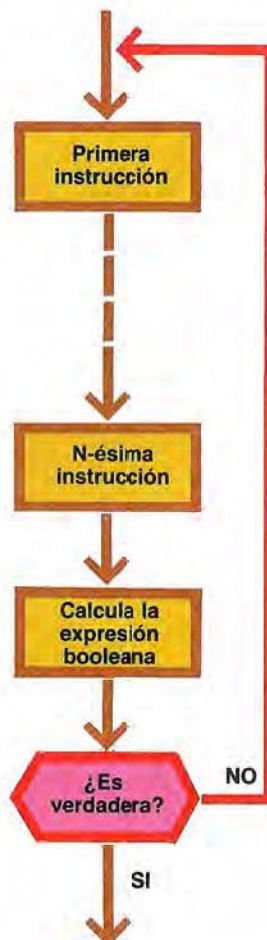 Primera
instrucción
N-ésima
instrucción
Calcula la
expresión
booleana
¿Es
verdadera?
NO
SI